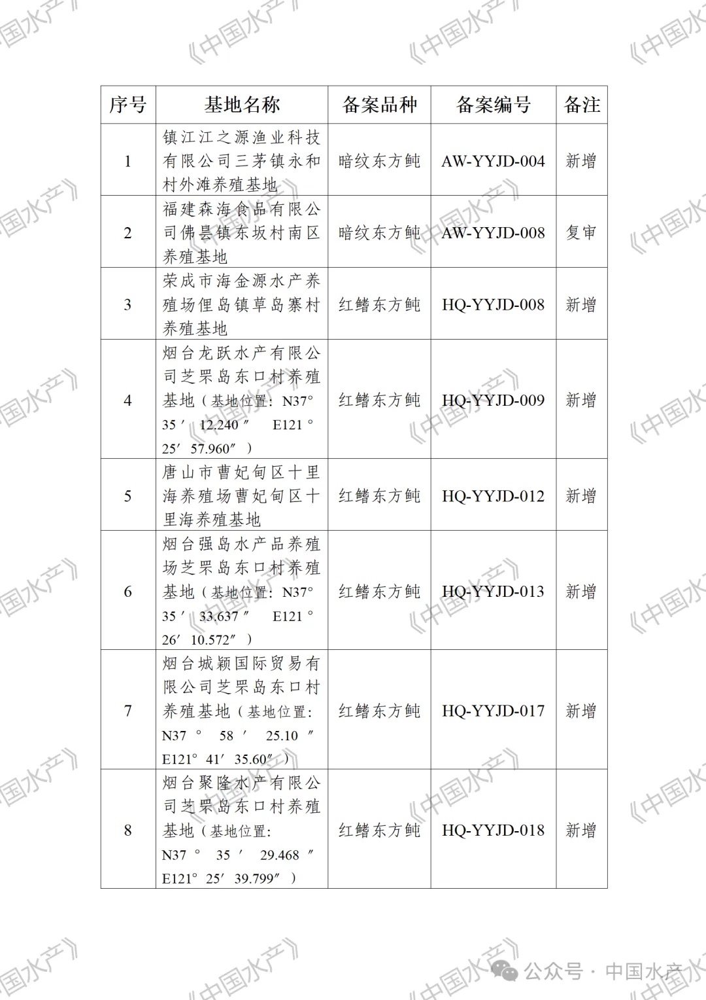 序号 基地名称 备案品种 备案编号 备注
镇江江之源渔业科技
1 有限公司三茅镇永和 暗纹东方鲀 AW-YYJD-004 新增
村外滩养殖基地
福建森海食品有限公
2 司佛昙镇东坂村南区 暗纹东方鲀 AW-YYJD-008 复审
养殖基地
荣成市海金源水产养
3 殖场俚岛镇草岛寨村 红鳍东方鲀 HQ-YYJD-008 新增
养殖基地
烟台龙跃水产有限公
司芝罘岛东口村养殖
4 基地（基地位置：N37° 红鳍东方鲀 HQ-YYJD-009 新增
35′ 12.240″ E121°
25′ 57.960″）
唐山市曹妃甸区十里
5 海养殖场曹妃甸区十 红鳍东方鲀 HQ-YYJD-012 新增
里海养殖基地
烟台强岛水产品养殖
场芝罘岛东口村养殖
6 基地（基地位置：N37° 红鳍东方鲀 HQ-YYJD-013 新增
35′ 33.637″ E121°
26′ 10.572″）
烟台城颖国际贸易有
限公司芝罘岛东口村
7 养殖基地（基地位置： 红鳍东方鲀 HQ-YYJD-017 新增
N37° 58′ 25.10″
E121° 41′ 35.60″）
烟台聚隆水产有限公
司芝罘岛东口村养殖
8 基地（基地位置： 红鳍东方鲀 HQ-YYJD-018 新增
N37° 35′ 29.468″
E121° 25′ 39.799″）
公众号·中国水产